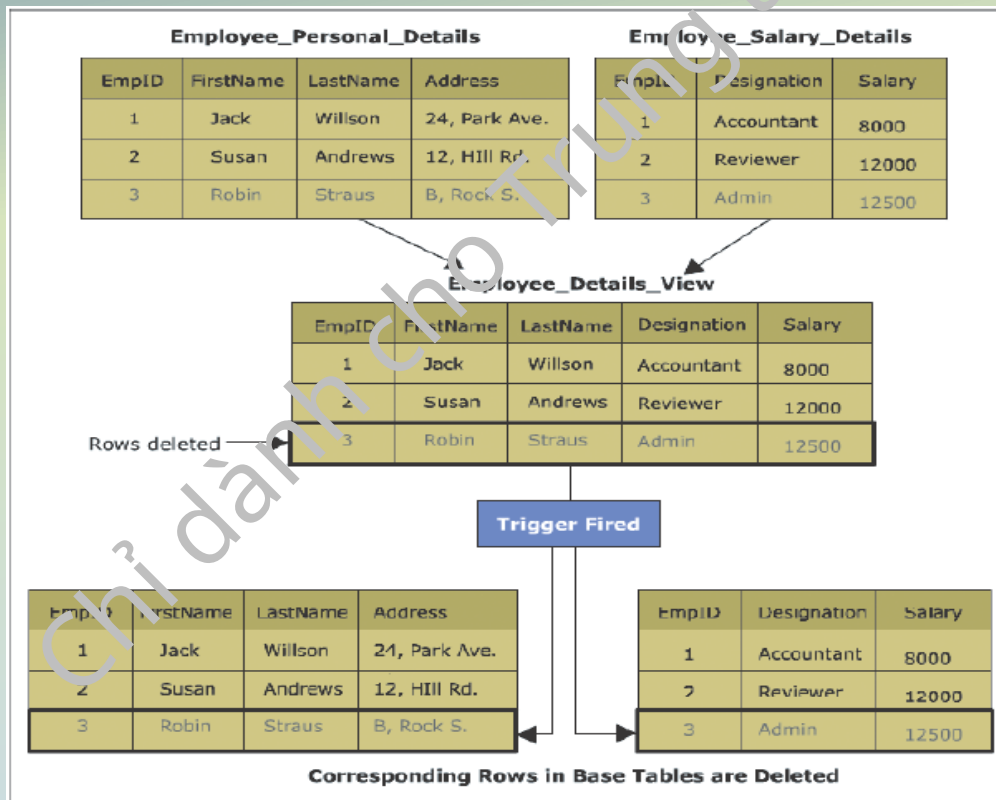 Employee_Personal_Details Employee_Salary_Details
EmpID FirstName LastName Address EmpID Designation Salary
1 Jack Willson 24, Park Ave. 1 Accountant 8000
2 Susan Andrews 12, HIll Rd. 2 Reviewer 12000
3 Robin Straus B, Rock S. 3 Admin 12500
Employee_Details_View
EmpID FirstName LastName Designation Salary
1 Jack Willson Accountant 8000
2 Susan Andrews Reviewer 12000
Rows deleted 3 Robin Straus Admin 12500
Trigger Fired
EmpID FirstName LastName Address EmpID Designation Salary
1 Jack Willson 24, Park Ave. 1 Accountant 8000
2 Susan Andrews 12, HIll Rd. 2 Reviewer 12000
3 Robin Straus B, Rock S. 3 Admin 12500
Corresponding Rows in Base Tables are Deleted
Chỉ dành cho Trung